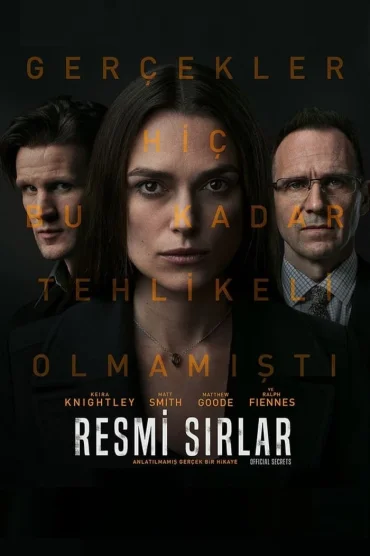 GERÇEKLER
HİÇ
BU KADAR
TEHLİKELİ
OLMAMIŞTI
KEIRA KNIGHTLEY MATT SMITH MATTHEW GOODE VE RALPH FIENNES
RESMİ SIRLAR
ANLATILMAMIŞ GERÇEK BİR HİKAYE OFFICIAL SECRETS